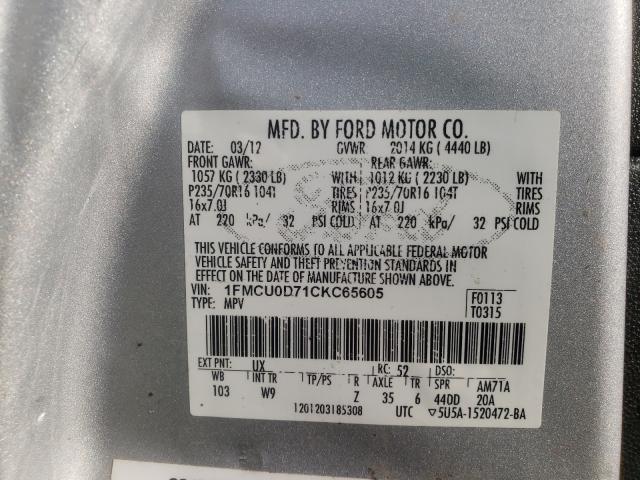 MFD. BY FORD MOTOR CO.
DATE: 03/12 GVWR 2014 KG ( 4440 LB)
FRONT GAWR: REAR GAWR:
1057 KG ( 2330 LB) WITH 1012 KG ( 2230 LB) WITH
P235/70R16 104T TIRES P235/70R16 104T TIRES
16x7.0J RIMS 16x7.0J RIMS
AT 220 kPa/ 32 PSI COLD AT 220 kPa/ 32 PSI COLD
THIS VEHICLE CONFORMS TO ALL APPLICABLE FEDERAL MOTOR
VEHICLE SAFETY AND THEFT PREVENTION STANDARDS IN
EFFECT ON THE DATE OF MANUFACTURE SHOWN ABOVE.
VIN: 1FMCU0D71CKC65605 F0113
TYPE: MPV T0315
EXT PNT: UX RC: 52 DSO:
WB INT TR TP/PS R AXLE TR SPR AM71A
103 W9 Z 35 6 44DD 20A
1201203185308 UTC ▽5U5A-1520472-BA